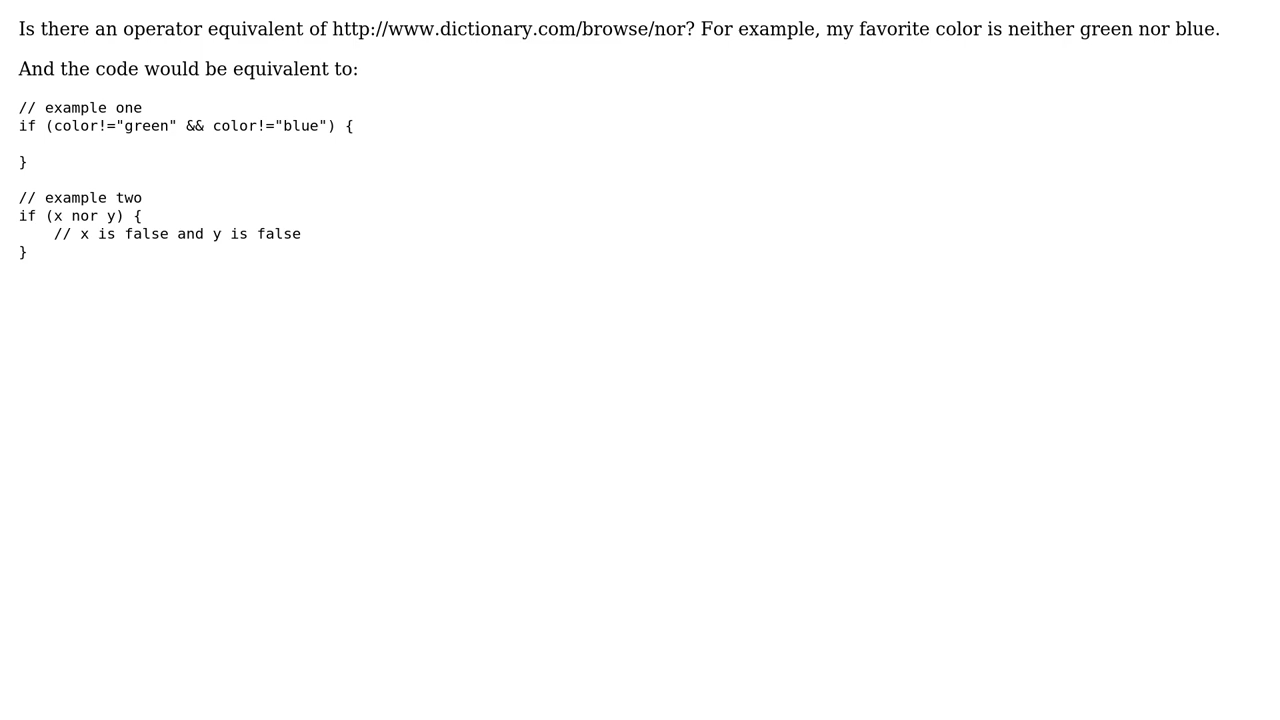 Is there an operator equivalent of http://www.dictionary.com/browse/nor? For example, my favorite color is neither green nor blue.
And the code would be equivalent to:
// example one
if (color!="green" && color!="blue") {
}
// example two
if (x nor y) {
    // x is false and y is false
}